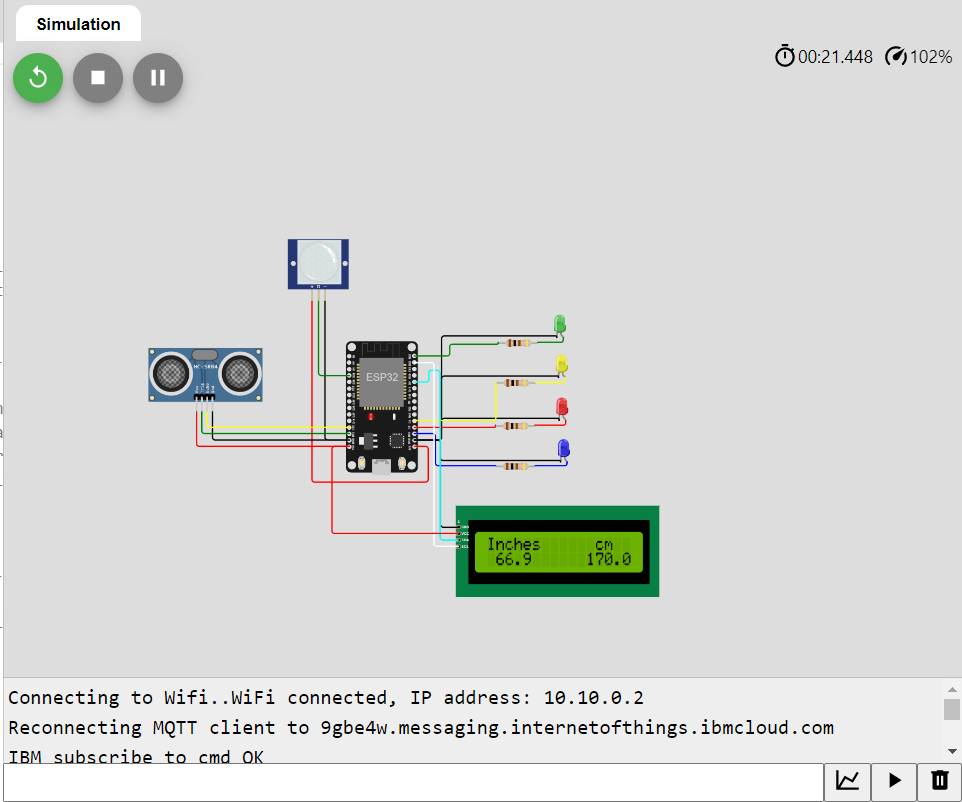 Simulation
00:21.448 102%
HC-SR04
ESP32
Inches cm
66.9 170.0
Connecting to Wifi..WiFi connected, IP address: 10.10.0.2
Reconnecting MQTT client to 9gbe4w.messaging.internetofthings.ibmcloud.com
IBM subscribe to cmd OK